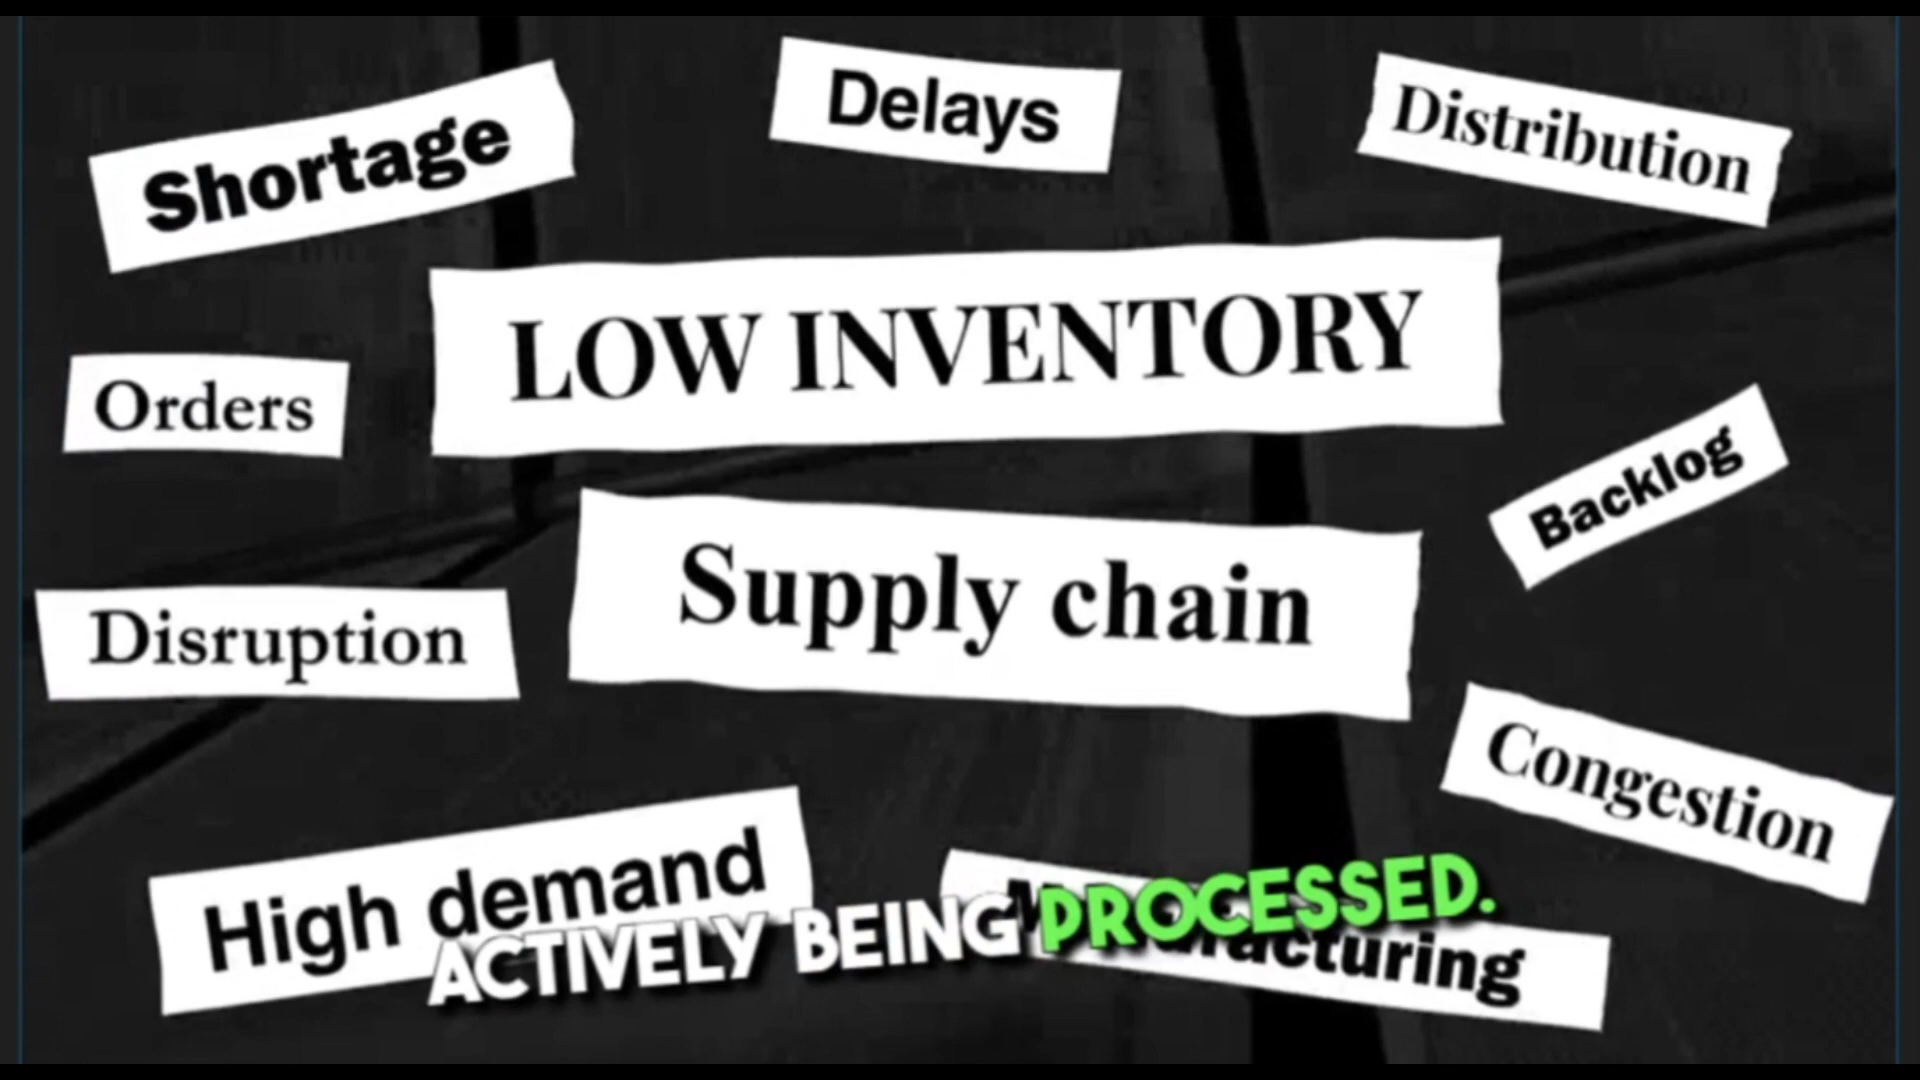 Shortage
Delays
Distribution
LOW INVENTORY
Orders
Backlog
Supply chain
Disruption
Congestion
High demand
ACTIVELY BEING PROCESSED.